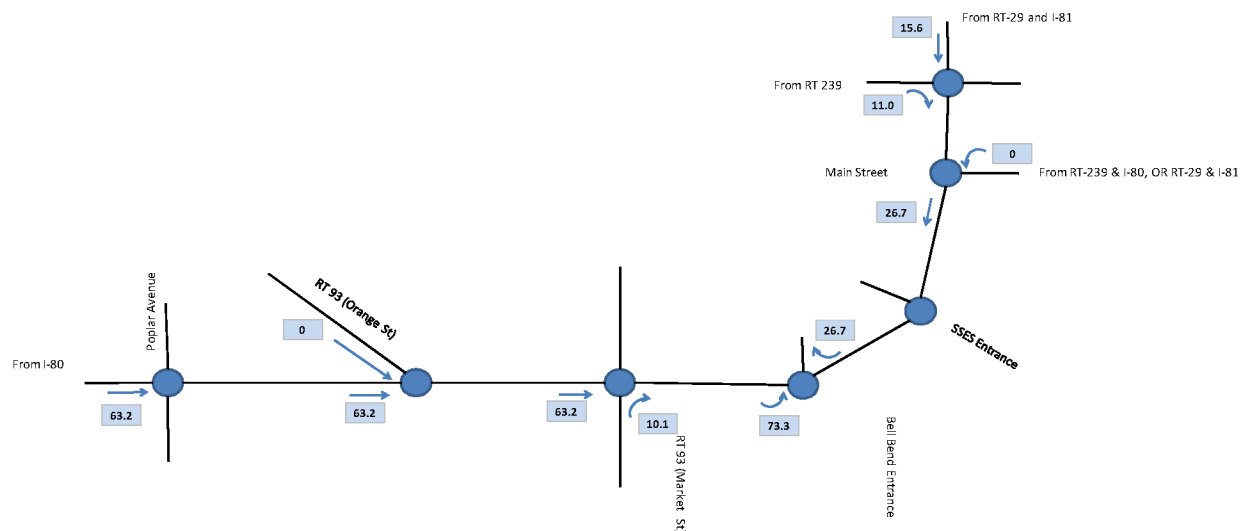 From RT-29 and I-81
15.6
From RT 239
11.0
0
Main Street
From RT-239 & I-80, OR RT-29 & I-81
26.7
Poplar Avenue
RT 93 (Orange St)
0
26.7
SSES Entrance
From I-80
63.2
63.2
63.2
10.1
73.3
RT 93 (Market St)
Bell Bend Entrance